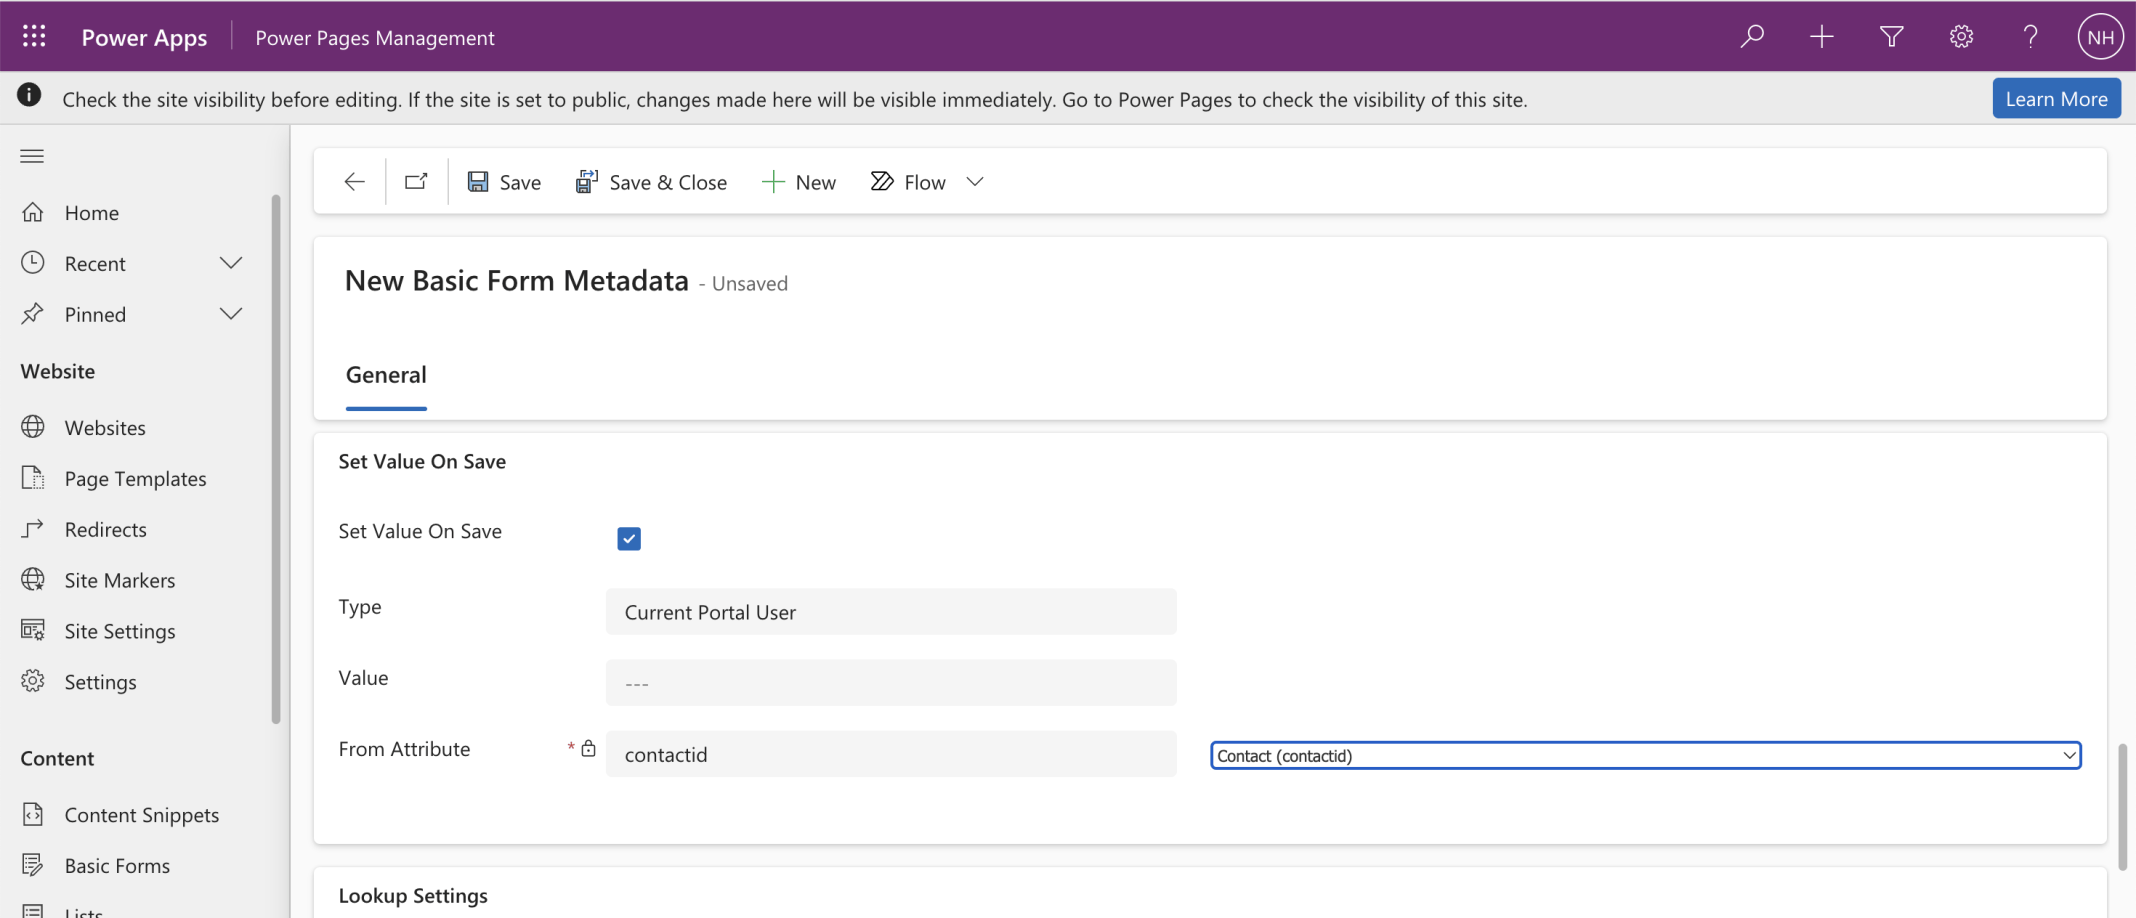 Power Apps
Power Pages Management
NH
Check the site visibility before editing. If the site is set to public, changes made here will be visible immediately. Go to Power Pages to check the visibility of this site.
Learn More
Home
Recent
Pinned
Website
Websites
Page Templates
Redirects
Site Markers
Site Settings
Settings
Content
Content Snippets
Basic Forms
Lists
Save
Save & Close
New
Flow
New Basic Form Metadata - Unsaved
General
Set Value On Save
Set Value On Save
Type
Current Portal User
Value
---
From Attribute *
contactid
Contact (contactid)
Lookup Settings